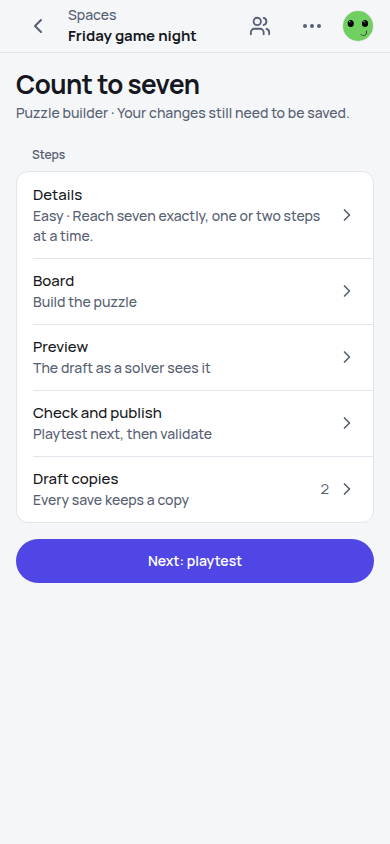 Spaces
Friday game night
Count to seven
Puzzle builder · Your changes still need to be saved.
Steps
Details
Easy · Reach seven exactly, one or two steps
at a time.
Board
Build the puzzle
Preview
The draft as a solver sees it
Check and publish
Playtest next, then validate
Draft copies
Every save keeps a copy
2
Next: playtest